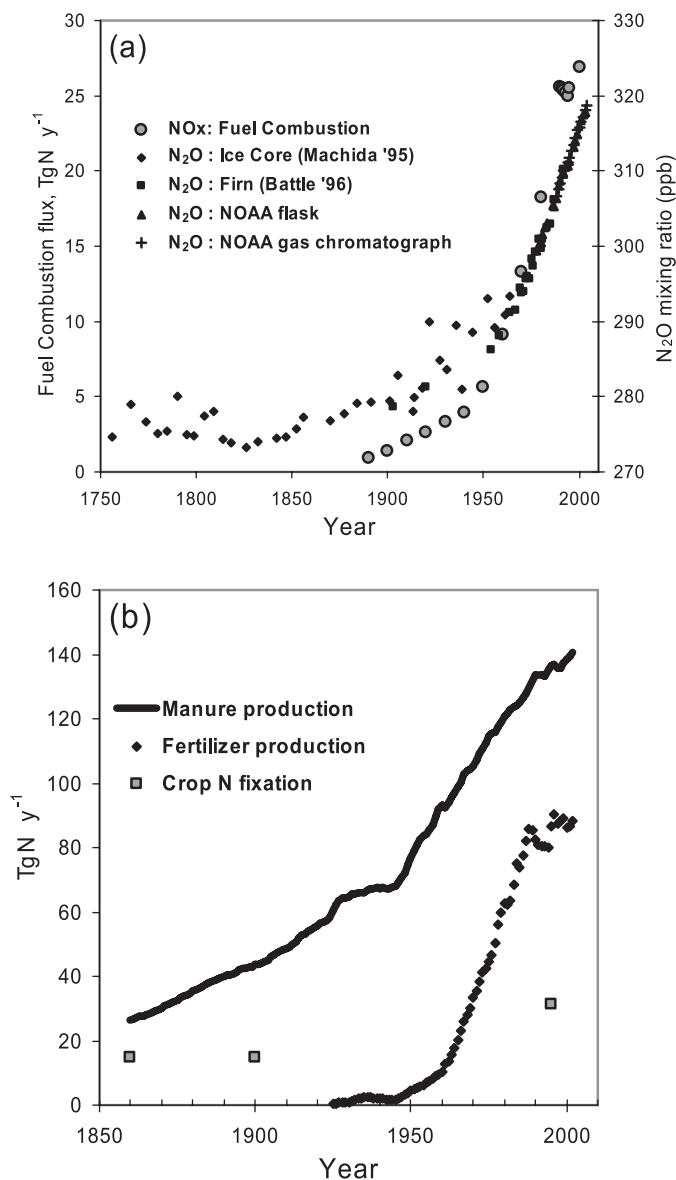 (a)
Fuel Combustion flux, TgN y-1
30
25
20
15
10
5
0
NOx: Fuel Combustion
N2O : Ice Core (Machida '95)
N2O : Firn (Battle '96)
N2O : NOAA flask
N2O : NOAA gas chromatograph
330
320
310
300
290
280
270
N2O mixing ratio (ppb)
1750 1800 1850 1900 1950 2000
Year
(b)
TgN y-1
160
140
120
100
80
60
40
20
0
Manure production
Fertilizer production
Crop N fixation
1850 1900 1950 2000
Year